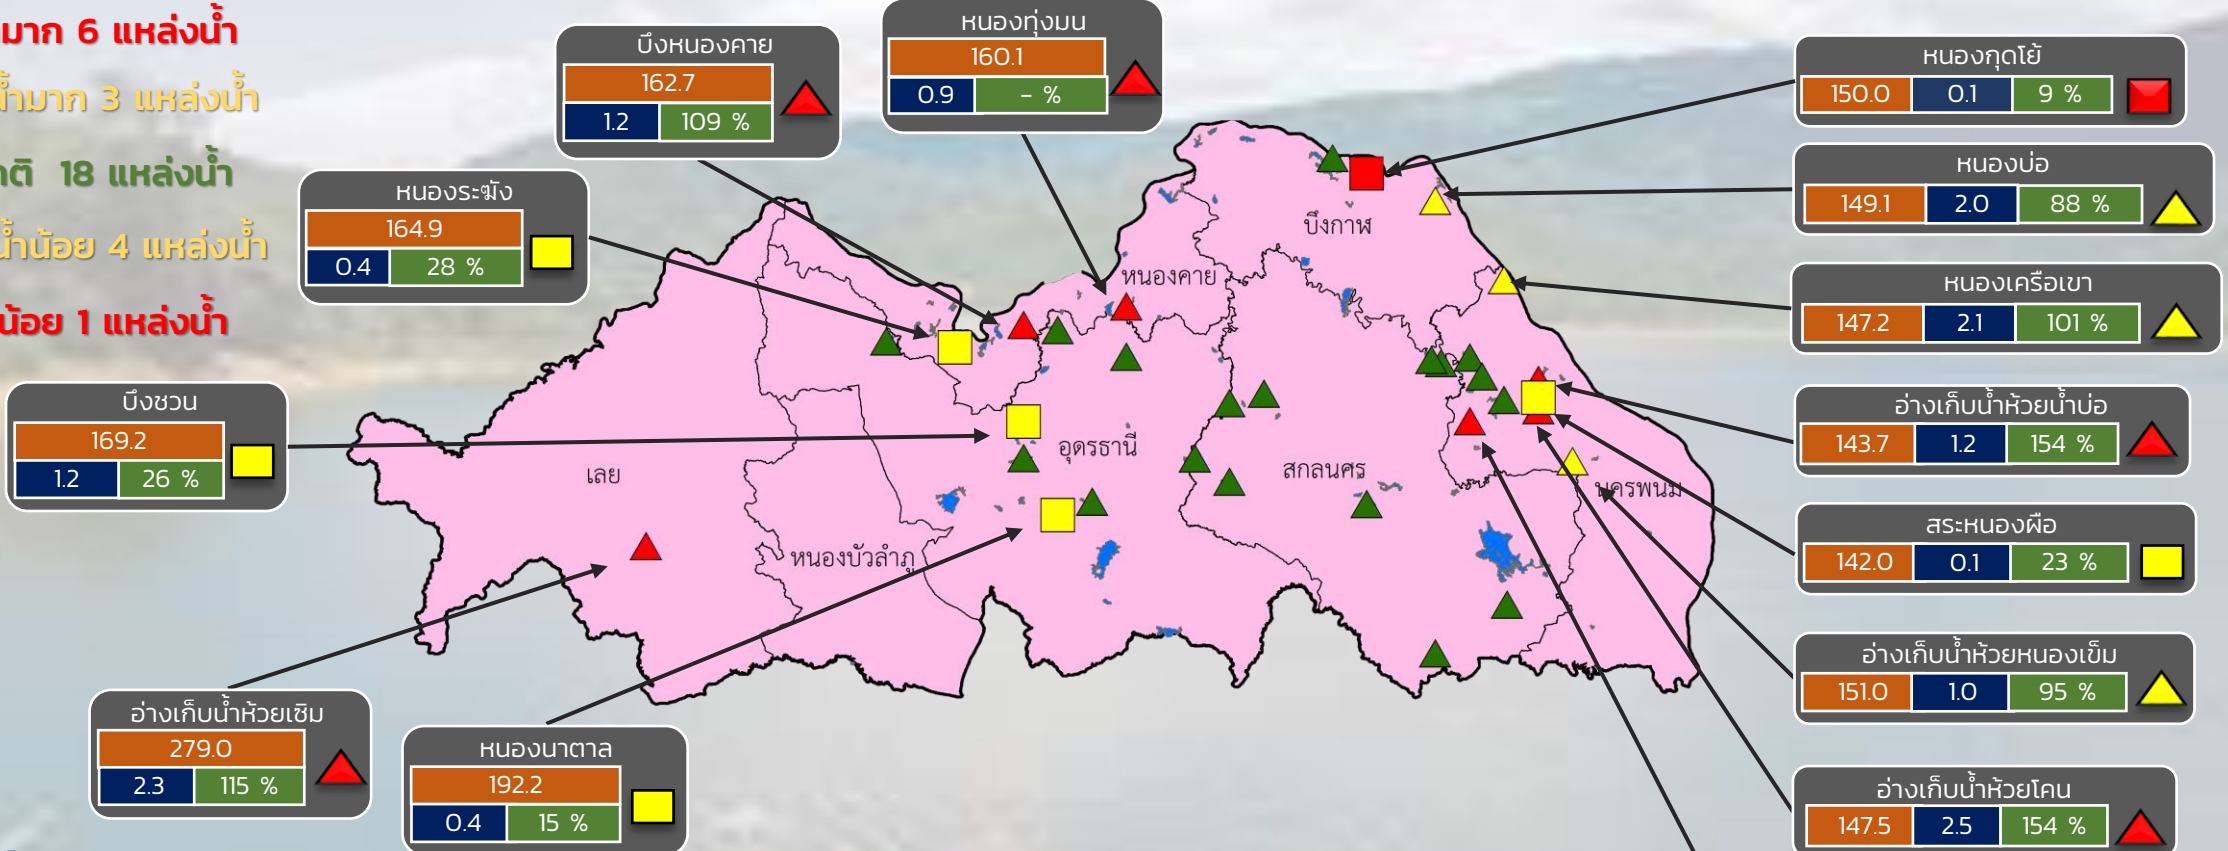 มาก 6 แหล่งน้ำ
น้ำมาก 3 แหล่งน้ำ
18 แหล่งน้ำ
น้ำน้อย 4 แหล่งน้ำ
น้อย 1 แหล่งน้ำ
บึงหนองคาย
162.7
1.2 109 %
หนองทุ่งมน
160.1
0.9 - %
หนองระฆัง
164.9
0.4 28 %
บึงชวน
169.2
1.2 26 %
อ่างเก็บน้ำห้วยเซิม
279.0
2.3 115 %
หนองนาตาล
192.2
0.4 15 %
บึงกาฬ
หนองคาย
เลย
อุดรธานี
สกลนคร
นครพนม
หนองบัวลำภู
หนองกุดโย้
150.0 0.1 9 %
หนองบ่อ
149.1 2.0 88 %
หนองเครือเขา
147.2 2.1 101 %
อ่างเก็บน้ำห้วยน้ำบ่อ
143.7 1.2 154 %
สระหนองผือ
142.0 0.1 23 %
อ่างเก็บน้ำห้วยหนองเข็ม
151.0 1.0 95 %
อ่างเก็บน้ำห้วยโคน
147.5 2.5 154 %